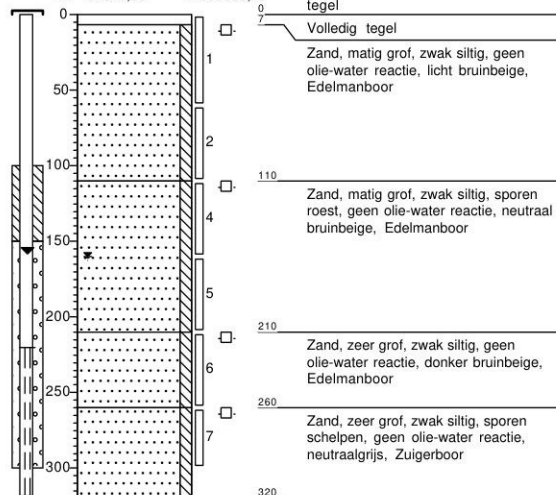 tegel
0
7
Volledig tegel
Zand, matig grof, zwak siltig, geen
olie-water reactie, licht bruinbeige,
Edelmanboor
110
Zand, matig grof, zwak siltig, sporen
roest, geen olie-water reactie, neutraal
bruinbeige, Edelmanboor
210
Zand, zeer grof, zwak siltig, geen
olie-water reactie, donker bruinbeige,
Edelmanboor
260
Zand, zeer grof, zwak siltig, sporen
schelpen, geen olie-water reactie,
neutraalgrijs, Zuigerboor
320
0
50
100
150
200
250
300
1
2
4
5
6
7